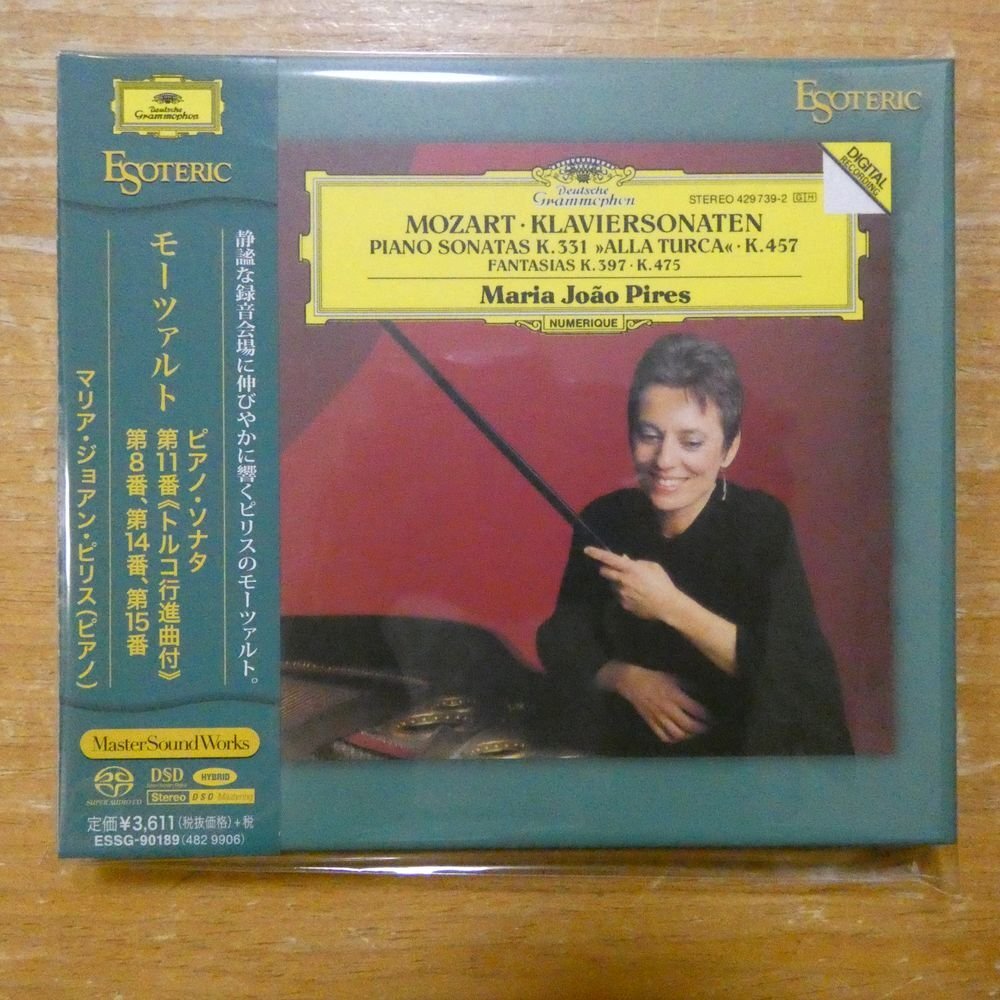 Deutsche
Grammophon
ESOTERIC
静謐な録音会場に伸びやかに響くピリスのモーツァルト。
モーツァルト
ピアノ・ソナタ
第11番《トルコ行進曲付》
第8番、第14番、第15番
マリア・ジョアン・ピリス(ピアノ)
MasterSoundWorks
SUPER AUDIO CD
DSD
HYBRID
Stereo
DSD Mastering
定価¥3,611(税抜価格)+税
ESSG-90189(482 9906)
ESOTERIC
DIGITAL
RECORDING
Deutsche
Grammophon
STEREO 429 739-2 GH
MOZART · KLAVIERSONATEN
PIANO SONATAS K.331 »ALLA TURCA« · K.457
FANTASIAS K.397 · K.475
Maria João Pires
NUMERIQUE